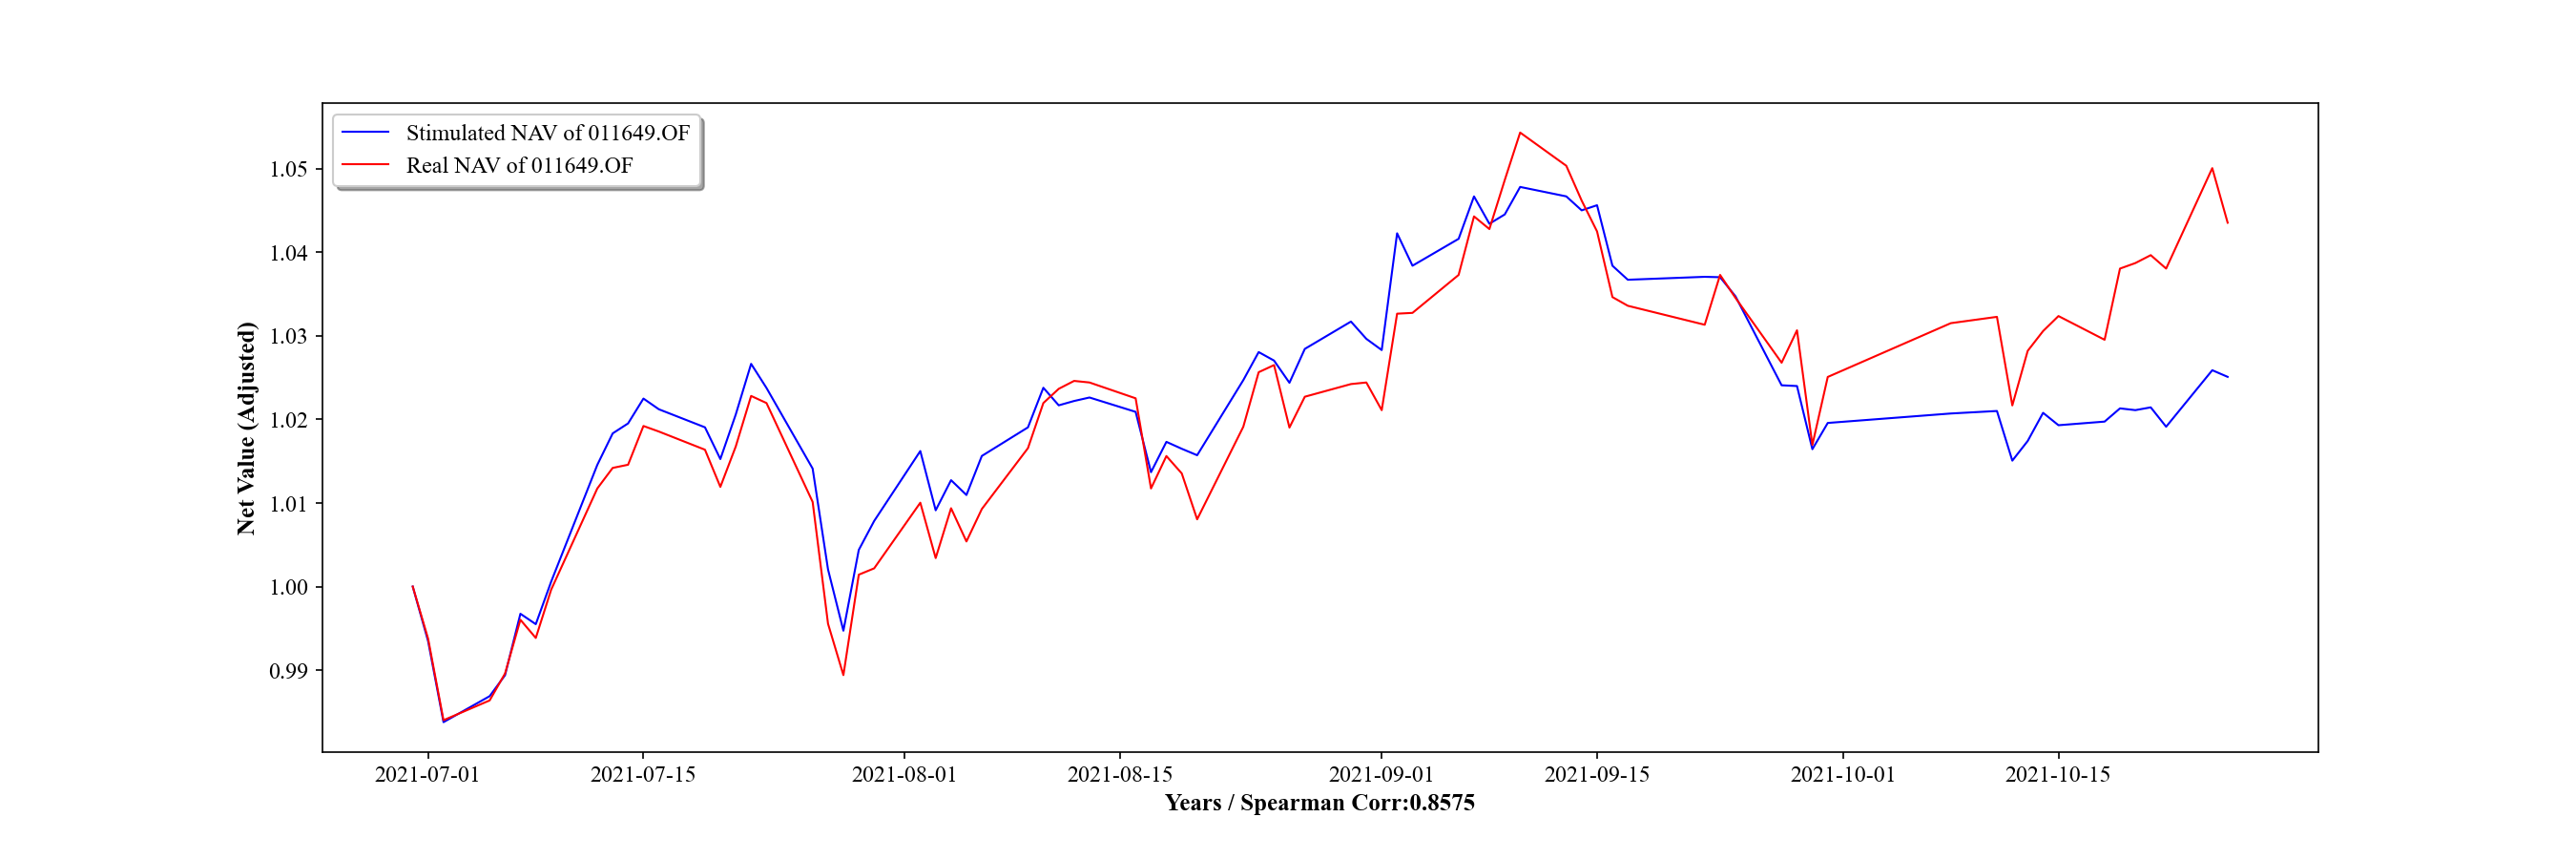 Stimulated NAV of 011649.OF
Real NAV of 011649.OF
1.05
1.04
1.03
1.02
1.01
1.00
0.99
Net Value (Adjusted)
2021-07-01 2021-07-15 2021-08-01 2021-08-15 2021-09-01 2021-09-15 2021-10-01 2021-10-15
Years / Spearman Corr:0.8575